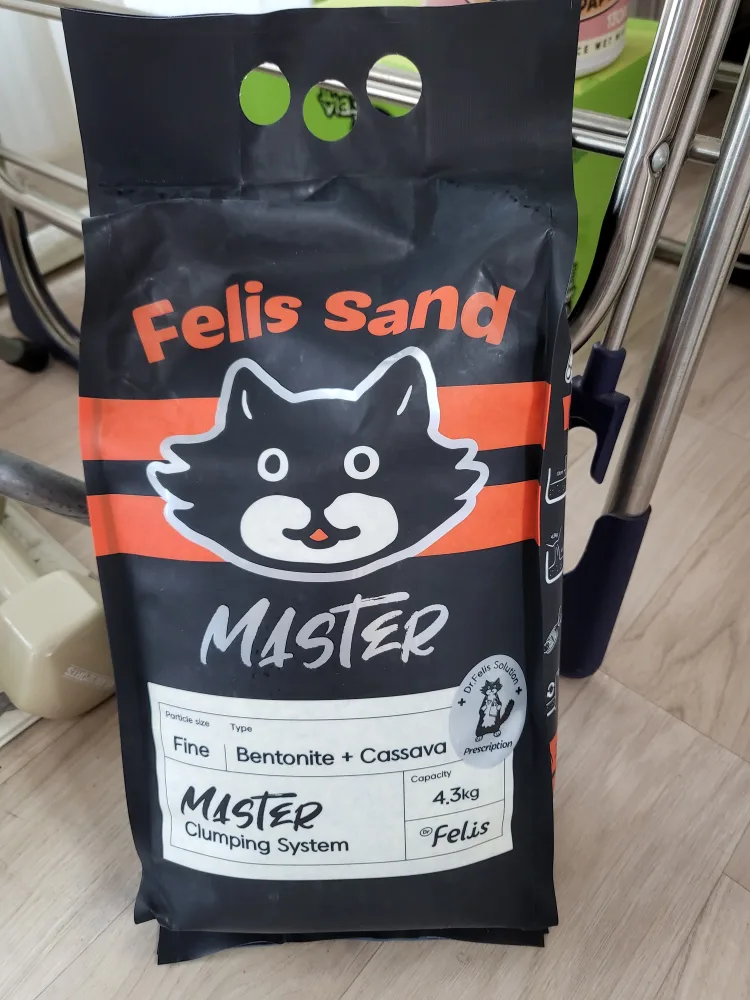 Felis sand
MASTER
Dr.Felis Solution
Prescription
Particle size
Type
Fine
Bentonite + Cassava
MASTER
Clumping System
Capacity
4.3kg
Dr Felis